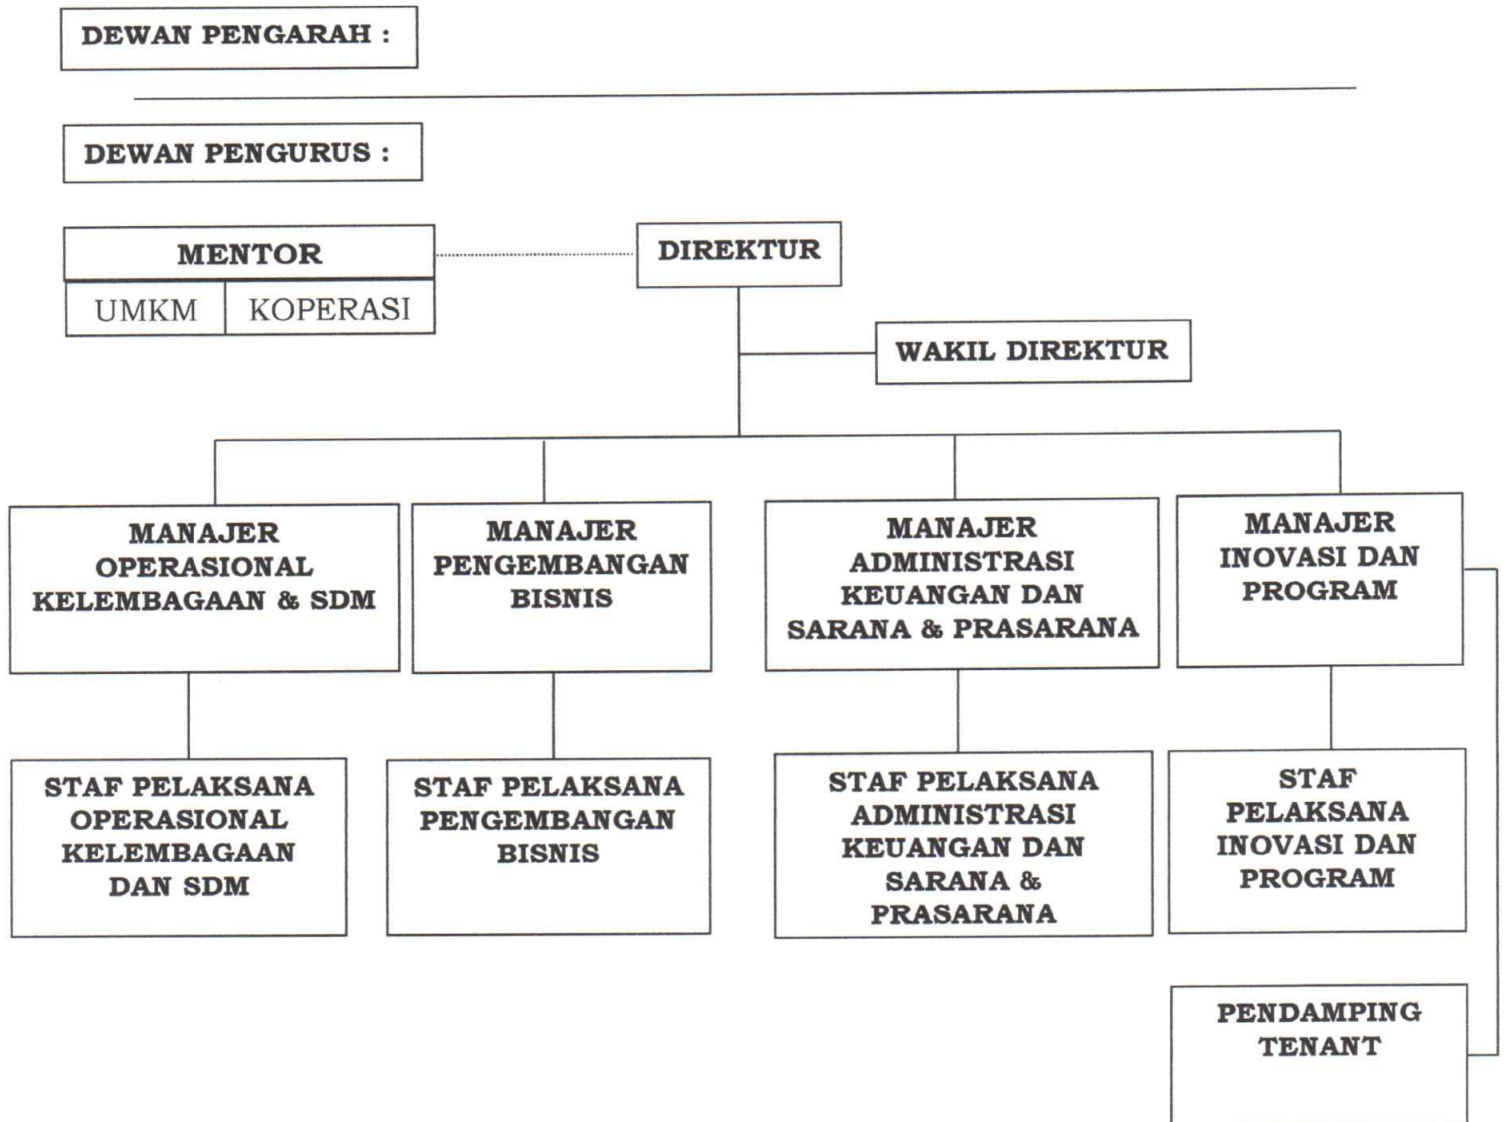 DEWAN PENGARAH :
DEWAN PENGURUS :
MENTOR
UMKM KOPERASI
DIREKTUR
WAKIL DIREKTUR
MANAJER
OPERASIONAL
KELEMBAGAAN & SDM
MANAJER
PENGEMBANGAN
BISNIS
MANAJER
ADMINISTRASI
KEUANGAN DAN
SARANA & PRASARANA
MANAJER
INOVASI DAN
PROGRAM
STAF PELAKSANA
OPERASIONAL
KELEMBAGAAN
DAN SDM
STAF PELAKSANA
PENGEMBANGAN
BISNIS
STAF PELAKSANA
ADMINISTRASI
KEUANGAN DAN
SARANA &
PRASARANA
STAF
PELAKSANA
INOVASI DAN
PROGRAM
PENDAMPING
TENANT